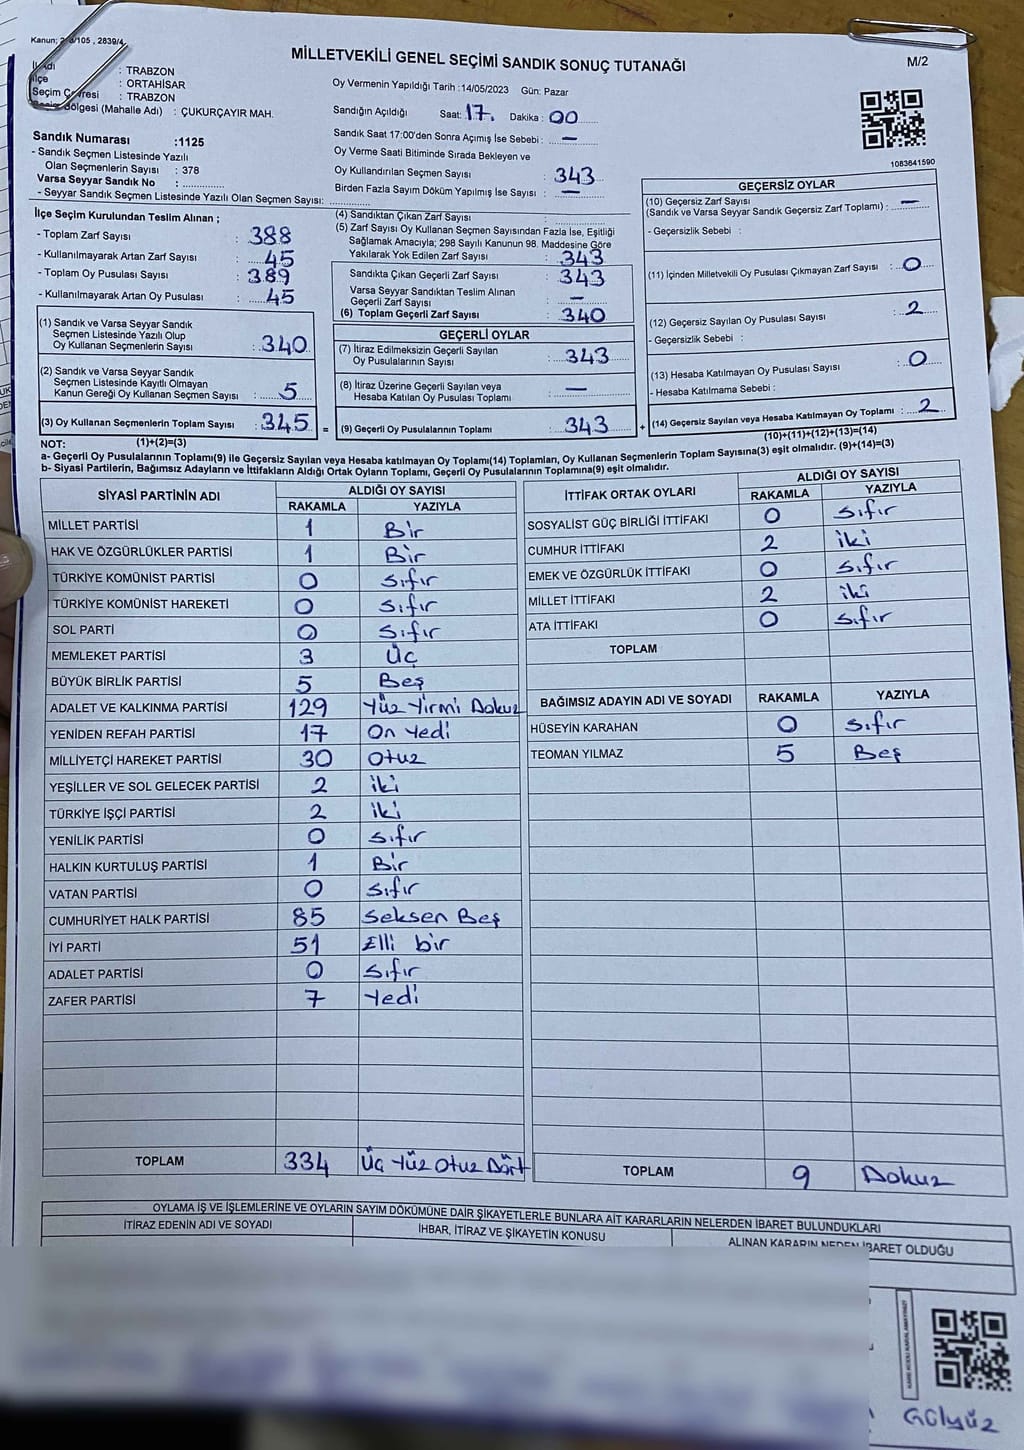 Kanun; /105 , 2839/4
MİLLETVEKİLİ GENEL SEÇİMİ SANDIK SONUÇ TUTANAĞI
M/2
İl Adı : TRABZON
İlçe : ORTAHİSAR
Seçim Çevresi : TRABZON
Seçim Bölgesi (Mahalle Adı) : ÇUKURÇAYIR MAH.
Sandık Numarası :1125
- Sandık Seçmen Listesinde Yazılı
Olan Seçmenlerin Sayısı : 378
Varsa Seyyar Sandık No : ..............
- Seyyar Sandık Seçmen Listesinde Yazılı Olan Seçmen Sayısı: ..............
Oy Vermenin Yapıldığı Tarih :14/05/2023 Gün: Pazar
Sandığın Açıldığı Saat: 17. Dakika : 00
Sandık Saat 17:00'den Sonra Açımış İse Sebebi : —
Oy Verme Saati Bitiminde Sırada Bekleyen ve
Oy Kullandırılan Seçmen Sayısı : 343
Birden Fazla Sayım Döküm Yapılmış İse Sayısı : —
1083641590
İlçe Seçim Kurulundan Teslim Alınan ;
- Toplam Zarf Sayısı : 388
- Kullanılmayarak Artan Zarf Sayısı : 45
- Toplam Oy Pusulası Sayısı : 389
- Kullanılmayarak Artan Oy Pusulası : 45
(1) Sandık ve Varsa Seyyar Sandık
Seçmen Listesinde Yazılı Olup
Oy Kullanan Seçmenlerin Sayısı : 340
(2) Sandık ve Varsa Seyyar Sandık
Seçmen Listesinde Kayıtlı Olmayan
Kanun Gereği Oy Kullanan Seçmen Sayısı : 5
(3) Oy Kullanan Seçmenlerin Toplam Sayısı : 345
(4) Sandıktan Çıkan Zarf Sayısı :
(5) Zarf Sayısı Oy Kullanan Seçmen Sayısından Fazla İse, Eşitliği
Sağlamak Amacıyla; 298 Sayılı Kanunun 98. Maddesine Göre
Yakılarak Yok Edilen Zarf Sayısı : 343
Sandıkta Çıkan Geçerli Zarf Sayısı : 343
Varsa Seyyar Sandıktan Teslim Alınan
Geçerli Zarf Sayısı : —
(6) Toplam Geçerli Zarf Sayısı : 340
GEÇERLİ OYLAR
(7) İtiraz Edilmeksizin Geçerli Sayılan
Oy Pusulalarının Sayısı : 343
(8) İtiraz Üzerine Geçerli Sayılan veya
Hesaba Katılan Oy Pusulası Toplamı : —
= (9) Geçerli Oy Pusulalarının Toplamı : 343
GEÇERSİZ OYLAR
(10) Geçersiz Zarf Sayısı
(Sandık ve Varsa Seyyar Sandık Geçersiz Zarf Toplamı) : —
- Geçersizlik Sebebi :
(11) İçinden Milletvekili Oy Pusulası Çıkmayan Zarf Sayısı : 0
(12) Geçersiz Sayılan Oy Pusulası Sayısı : 2
- Geçersizlik Sebebi :
(13) Hesaba Katılmayan Oy Pusulası Sayısı : 0
- Hesaba Katılmama Sebebi :
+ (14) Geçersiz Sayılan veya Hesaba Katılmayan Oy Toplamı : 2
NOT: (1)+(2)=(3)
(10)+(11)+(12)+(13)=(14)
a- Geçerli Oy Pusulalarının Toplamı(9) ile Geçersiz Sayılan veya Hesaba katılmayan Oy Toplamı(14) Toplamları, Oy Kullanan Seçmenlerin Toplam Sayısına(3) eşit olmalıdır. (9)+(14)=(3)
b- Siyasi Partilerin, Bağımsız Adayların ve İttifakların Aldığı Ortak Oyların Toplamı, Geçerli Oy Pusulalarının Toplamına(9) eşit olmalıdır.
SİYASİ PARTİNİN ADI ALDIĞI OY SAYISI
RAKAMLA YAZIYLA
MİLLET PARTİSİ 1 Bir
HAK VE ÖZGÜRLÜKLER PARTİSİ 1 Bir
TÜRKİYE KOMÜNİST PARTİSİ 0 Sıfır
TÜRKİYE KOMÜNİST HAREKETİ 0 Sıfır
SOL PARTİ 0 Sıfır
MEMLEKET PARTİSİ 3 Üç
BÜYÜK BİRLİK PARTİSİ 5 Beş
ADALET VE KALKINMA PARTİSİ 129 Yüz Yirmi Dokuz
YENİDEN REFAH PARTİSİ 17 On Yedi
MİLLİYETÇİ HAREKET PARTİSİ 30 Otuz
YEŞİLLER VE SOL GELECEK PARTİSİ 2 iki
TÜRKİYE İŞÇİ PARTİSİ 2 iki
YENİLİK PARTİSİ 0 Sıfır
HALKIN KURTULUŞ PARTİSİ 1 Bir
VATAN PARTİSİ 0 Sıfır
CUMHURİYET HALK PARTİSİ 85 Seksen Beş
İYİ PARTİ 51 Elli bir
ADALET PARTİSİ 0 Sıfır
ZAFER PARTİSİ 7 Yedi
TOPLAM 334 Üç Yüz Otuz Dört
İTTİFAK ORTAK OYLARI ALDIĞI OY SAYISI
RAKAMLA YAZIYLA
SOSYALİST GÜÇ BİRLİĞİ İTTİFAKI 0 Sıfır
CUMHUR İTTİFAKI 2 iki
EMEK VE ÖZGÜRLÜK İTTİFAKI 0 Sıfır
MİLLET İTTİFAKI 2 iki
ATA İTTİFAKI 0 Sıfır
TOPLAM
BAĞIMSIZ ADAYIN ADI VE SOYADI RAKAMLA YAZIYLA
HÜSEYİN KARAHAN 0 Sıfır
TEOMAN YILMAZ 5 Beş
TOPLAM 9 Dokuz
OYLAMA İŞ VE İŞLEMLERİNE VE OYLARIN SAYIM DÖKÜMÜNE DAİR ŞİKAYETLERLE BUNLARA AİT KARARLARIN NELERDEN İBARET BULUNDUKLARI
İTİRAZ EDENİN ADI VE SOYADI İHBAR, İTİRAZ VE ŞİKAYETİN KONUSU ALINAN KARARIN NEDEN İBARET OLDUĞU
KARE KODU KARALAMAYINIZ!
Gülyüz